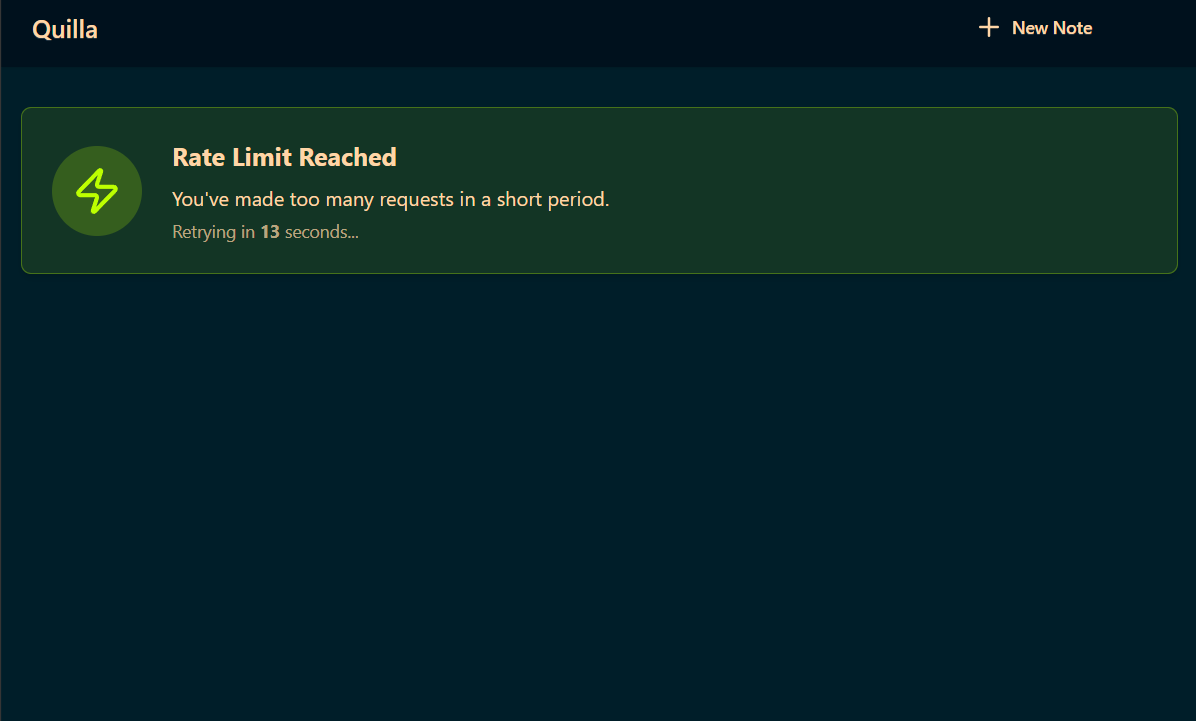 Quilla
New Note
Rate Limit Reached
You've made too many requests in a short period.
Retrying in 13 seconds...